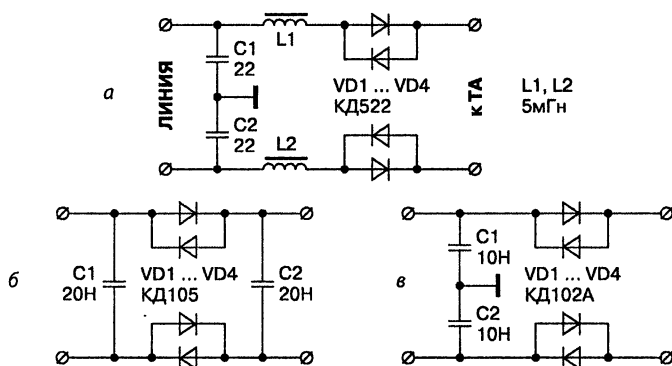 C1
22
L1
а
ЛИНИЯ
VD1 ... VD4
КД522
к ТА
L1, L2
5мГн
C2
22
L2
б
C1
20Н
VD1 ... VD4
КД105
C2
20Н
в
C1
10Н
VD1 ... VD4
КД102А
C2
10Н